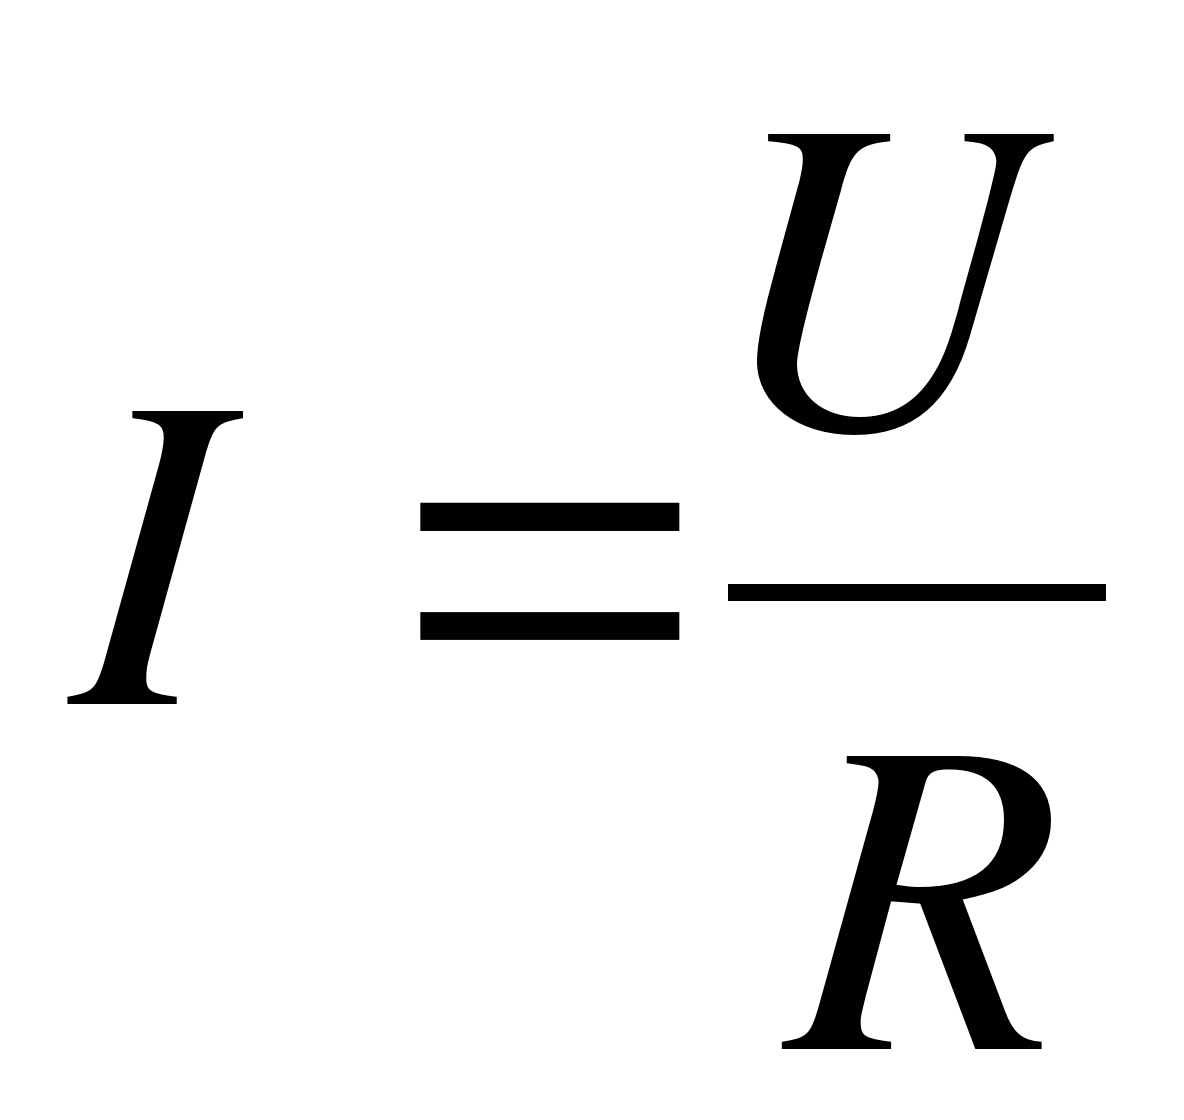 I = U/R